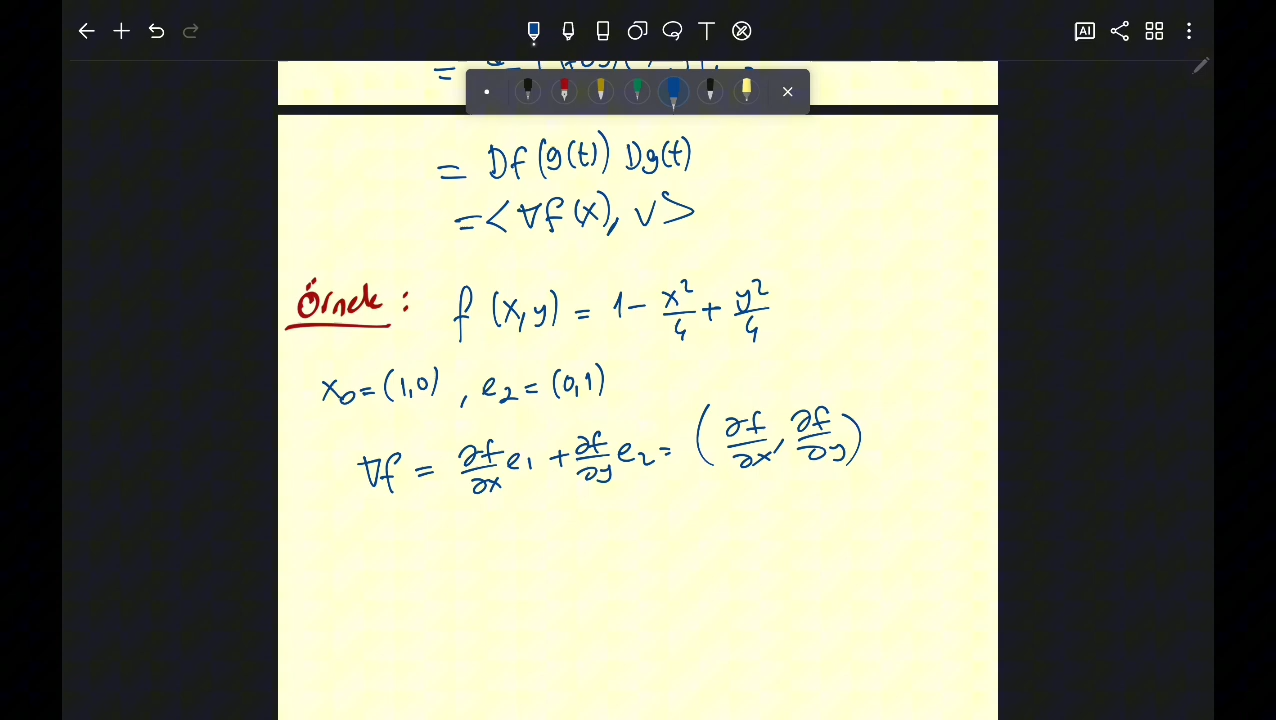 = Df(g(t)) Dg(t)
= <∇f(x), v>
Örnek : f(x,y) = 1 - x²/4 + y²/4
x₀ = (1,0) , e₂ = (0,1)
∇f = ∂f/∂x e₁ + ∂f/∂y e₂ = (∂f/∂x, ∂f/∂y)